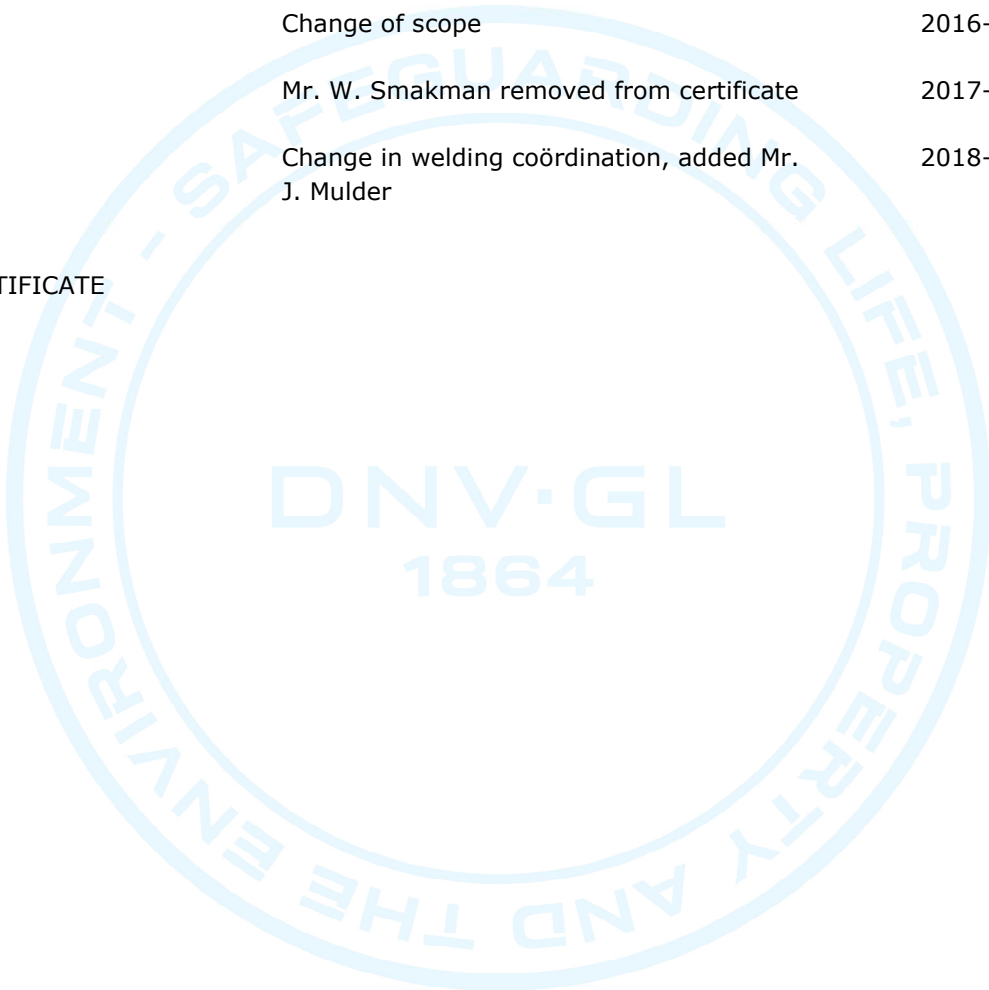 Change of scope 2016-
Mr. W. Smakman removed from certificate 2017-
Change in welding coördination, added Mr. 2018-
J. Mulder
TIFICATE
SAFEGUARDING LIFE, PROPERTY AND THE ENVIRONMENT -
DNV·GL
1864